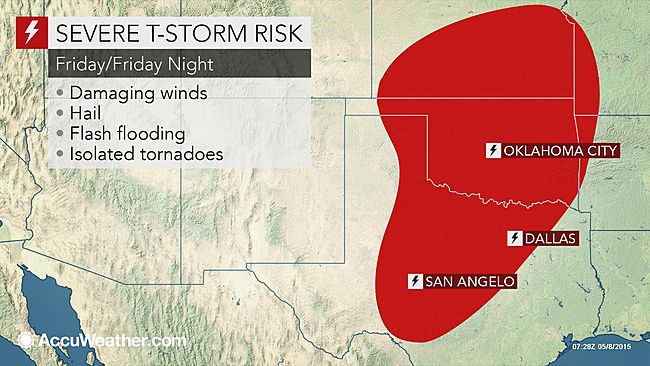 SEVERE T-STORM RISK
Friday/Friday Night
• Damaging winds
• Hail
• Flash flooding
• Isolated tornadoes
OKLAHOMA CITY
DALLAS
SAN ANGELO
AccuWeather.com
07:28Z 05/8/2015